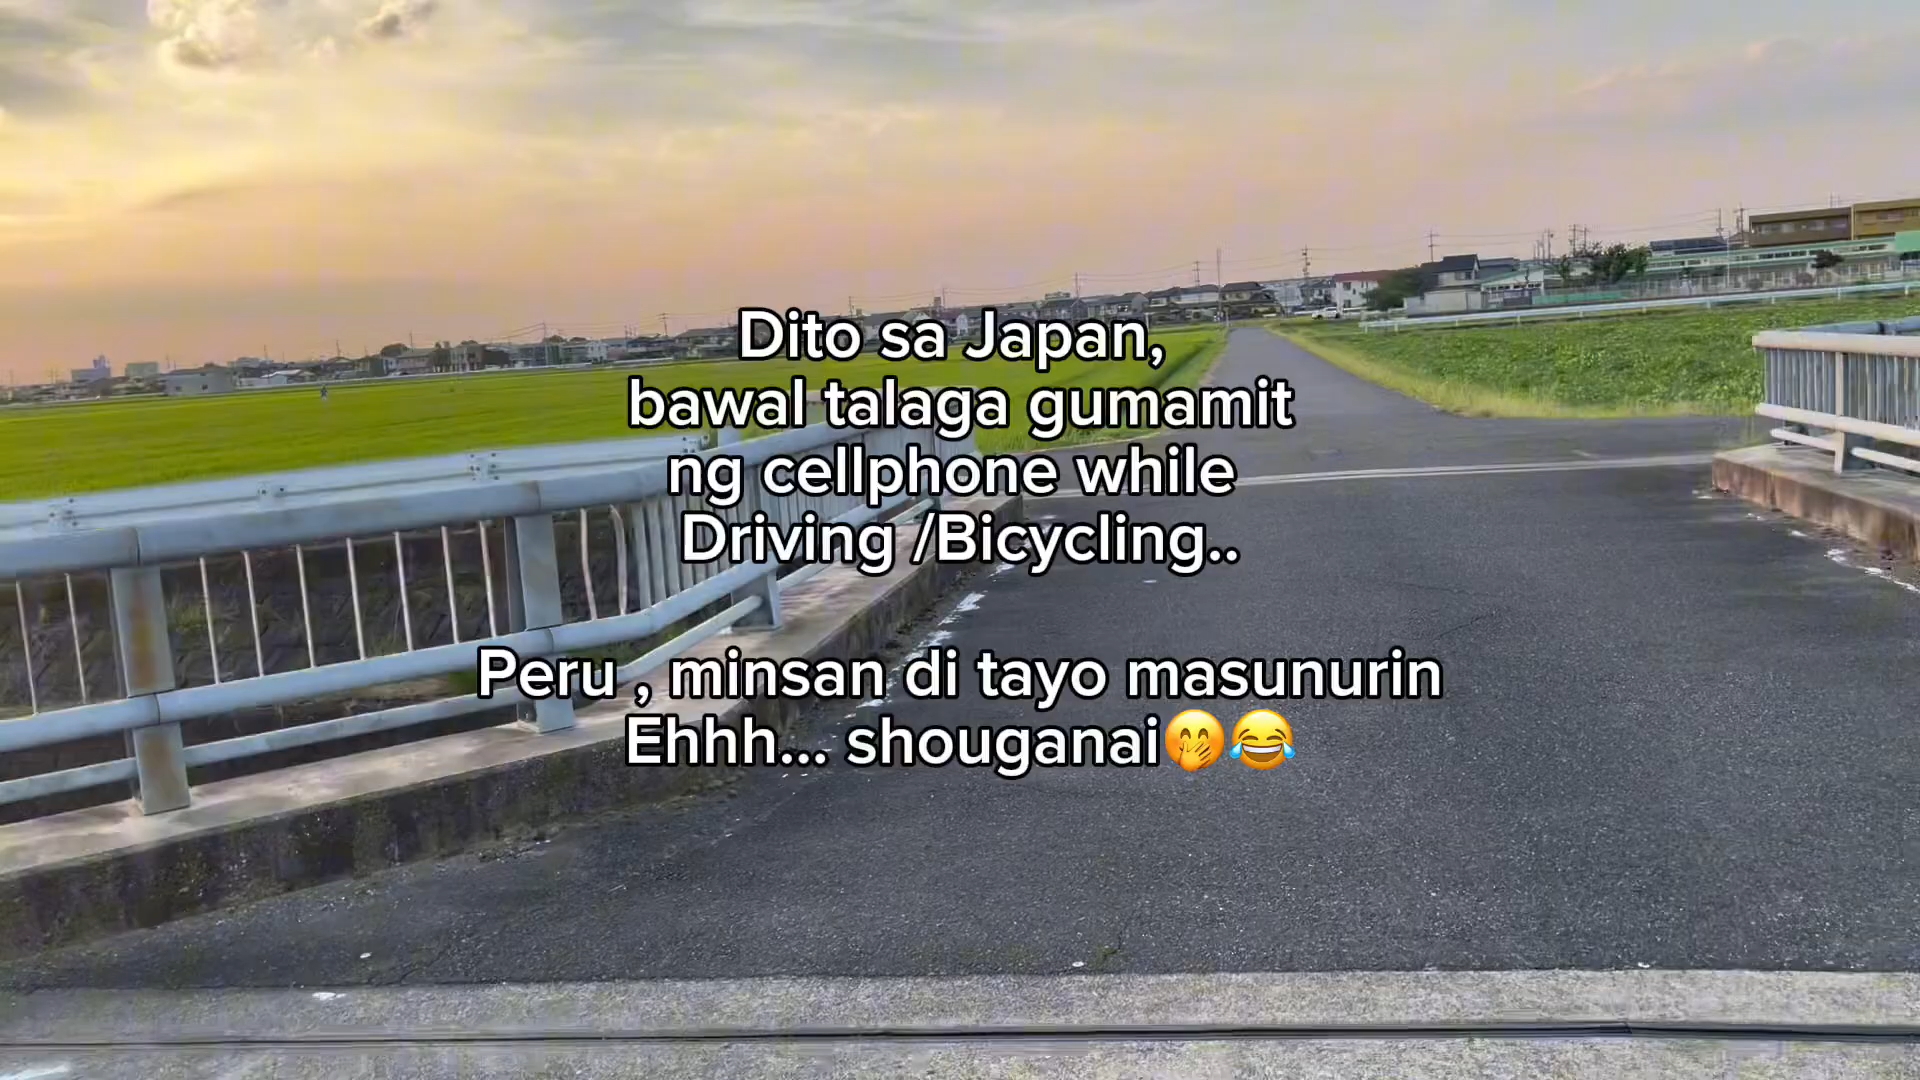 Dito sa Japan,
bawal talaga gumamit
ng cellphone while
Driving /Bicycling..
Peru , minsan di tayo masunurin
Ehhh... shouganai🤭😂